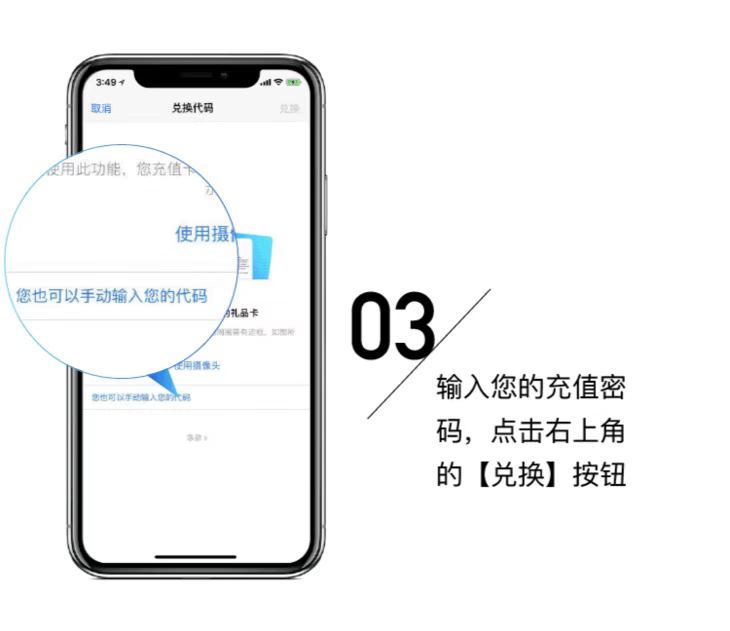 3:49
取消
兑换代码
兑换
使用此功能，您充值卡
使用摄
您也可以手动输入您的代码
的礼品卡
使用摄像头
您也可以手动输入您的代码
条款 >
03
输入您的充值密
码，点击右上角
的【兑换】按钮